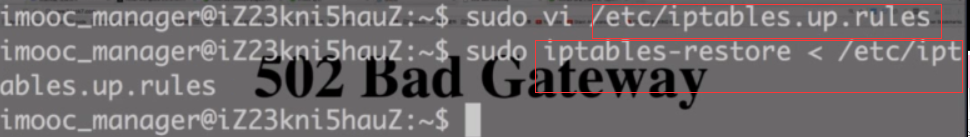 imooc_manager@iZ23kni5hauZ:~$ sudo vi /etc/iptables.up.rules
imooc_manager@iZ23kni5hauZ:~$ sudo iptables-restore < /etc/ipt
ables.up.rules
502 Bad Gateway
imooc_manager@iZ23kni5hauZ:~$